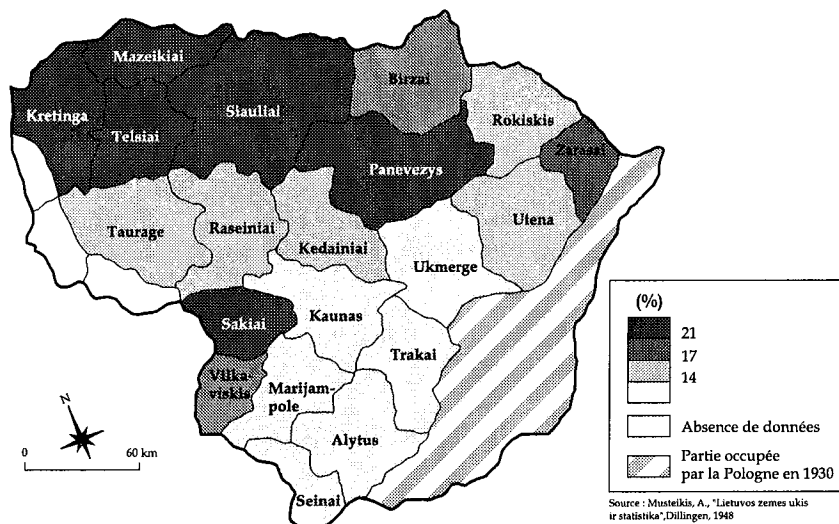 Mazeikiai
Birzai
Kretinga
Telsiai
Siauliai
Rokiskis
Zarasai
Panevezys
Taurage
Raseiniai
Kedainiai
Utena
Ukmerge
Sakiai
Kaunas
Trakai
Vilka-
viskis
Marijam-
pole
Alytus
Seinai
N
0
60 km
(%)
21
17
14
Absence de données
Partie occupée
par la Pologne en 1930
Source : Musteikis, A., "Lietuvos zemes ukis
ir statistika",Dillingen, 1948